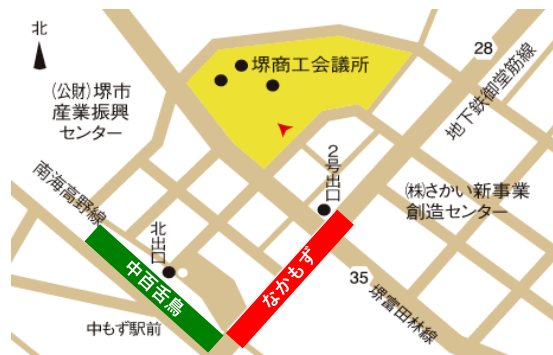 北
28
堺商工会議所
(公財)堺市
産業振興
センター
地下鉄御堂筋線
2号出口
(株)さかい新事業
創造センター
南海高野線
北出口
中百舌鳥
なかもず
35
堺富田林線
中もず駅前